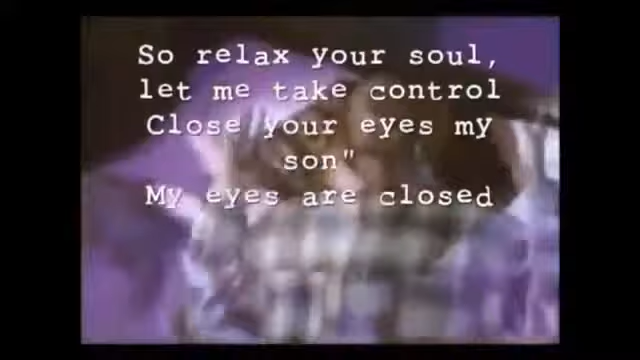 So relax your soul,
let me take control
Close your eyes my
son"
My eyes are closed